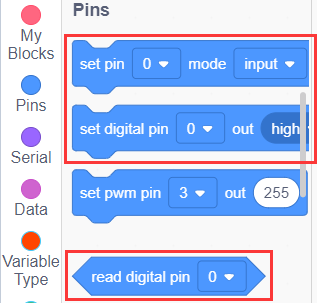 Pins
My
Blocks
Pins
Serial
Data
Variable
Type
set pin 0 mode input
set digital pin 0 out high
set pwm pin 3 out 255
read digital pin 0